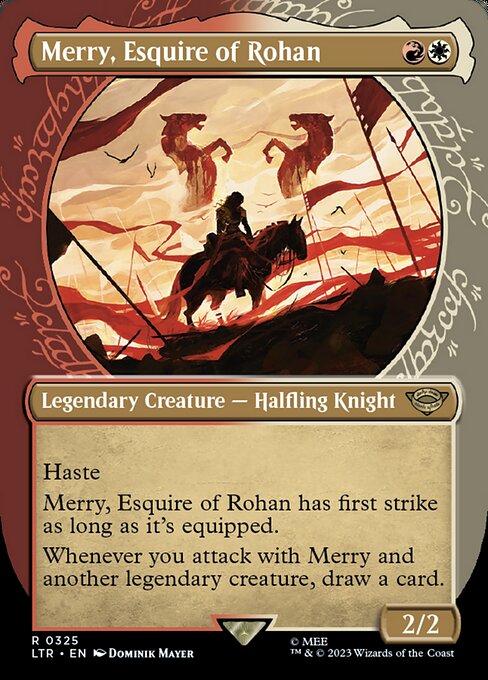 Merry, Esquire of Rohan
Legendary Creature — Halfling Knight
Haste
Merry, Esquire of Rohan has first strike
as long as it's equipped.
Whenever you attack with Merry and
another legendary creature, draw a card.
2/2
R 0325
LTR • EN DOMINIK MAYER
© MEE
™ & © 2023 Wizards of the Coast